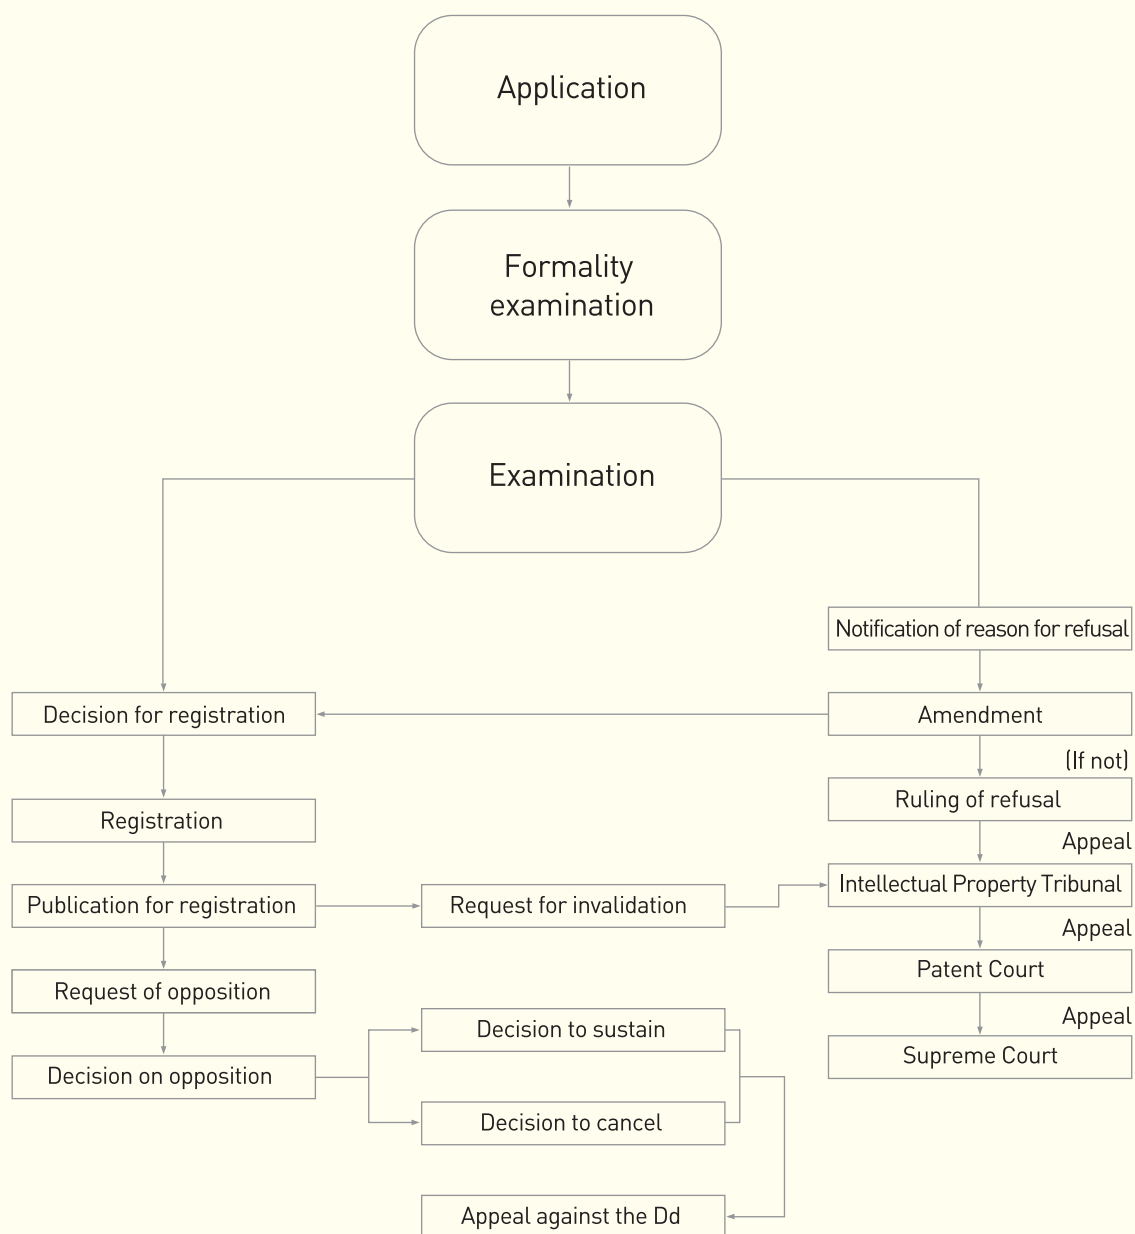 Application
Formality
examination
Examination
Notification of reason for refusal
Decision for registration
Amendment
(If not)
Ruling of refusal
Registration
Appeal
Intellectual Property Tribunal
Publication for registration
Request for invalidation
Appeal
Patent Court
Request of opposition
Appeal
Decision to sustain
Supreme Court
Decision on opposition
Decision to cancel
Appeal against the Dd